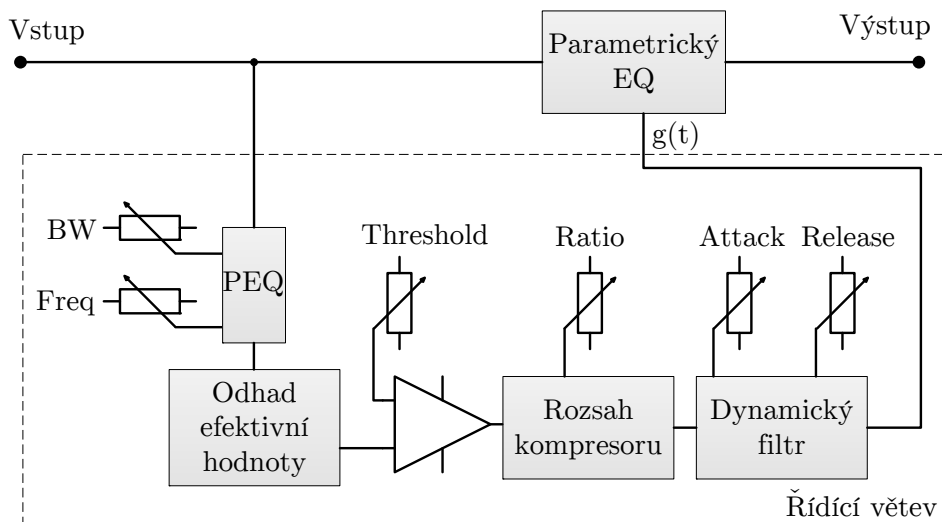 Vstup
Parametrický
EQ
Výstup
g(t)
BW
Freq
PEQ
Threshold
Ratio
Attack
Release
Odhad
efektivní
hodnoty
Rozsah
kompresoru
Dynamický
filtr
Řídící větev